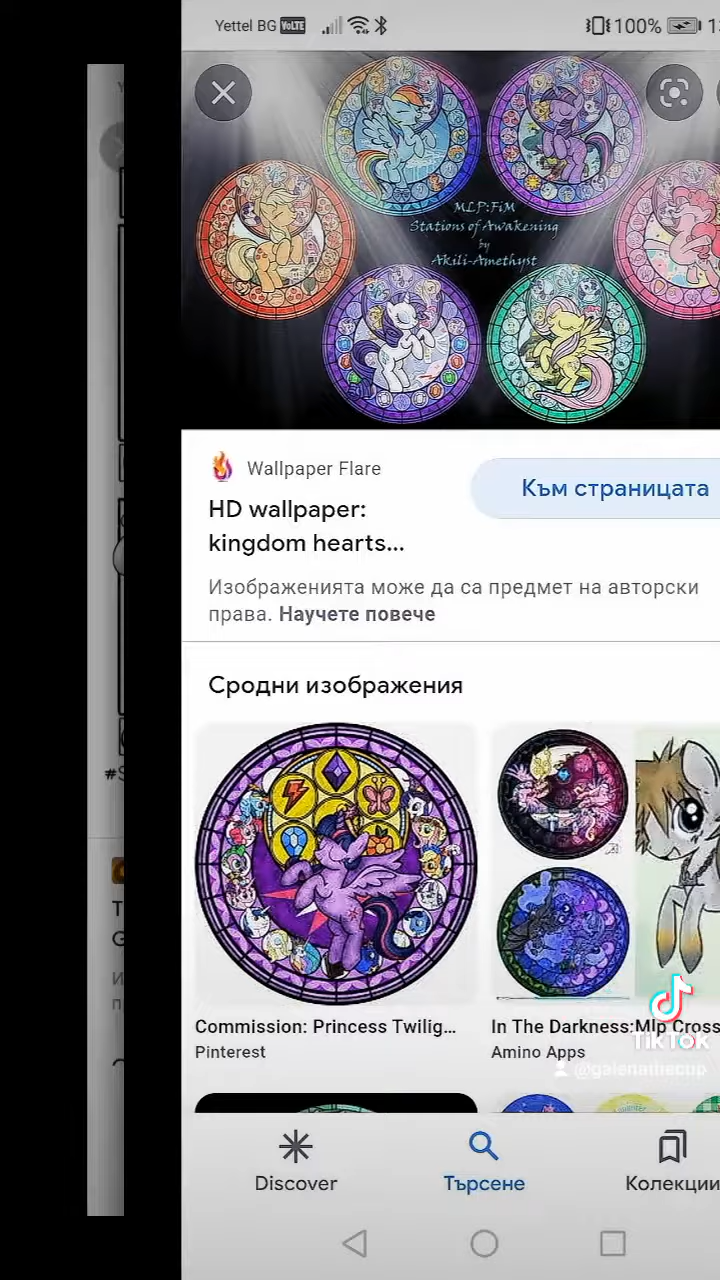 Yettel BG VoLTE
100%
MLP:FiM
Stations of Awakening
by
Akili-Amethyst
Wallpaper Flare
Към страницата
HD wallpaper:
kingdom hearts...
Изображенията може да са предмет на авторски
права. Научете повече
Сродни изображения
Commission: Princess Twilig...
Pinterest
In The Darkness:Mlp Cross
Amino Apps
TikTok
@galenathecup
Discover
Търсене
Колекции